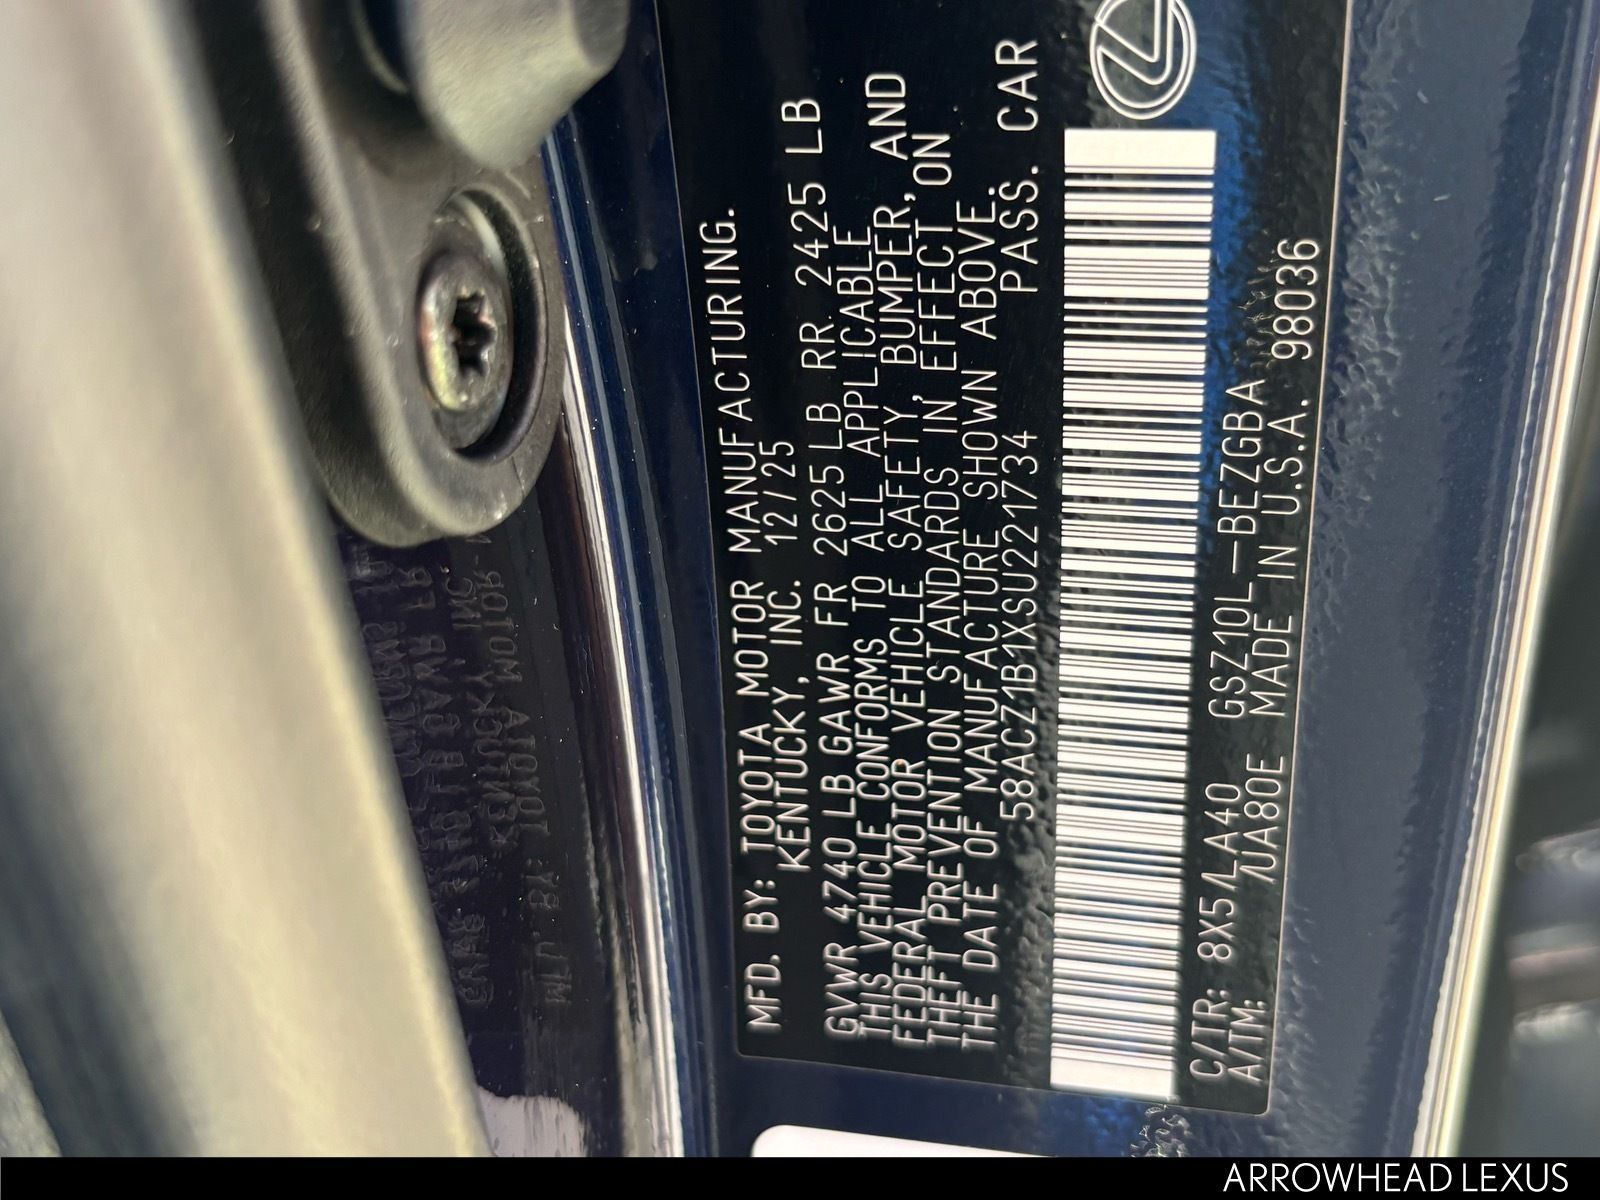 MFD. BY: TOYOTA MOTOR MANUFACTURING.
KENTUCKY, INC. 12/25
GVWR 4740 LB GAWR FR 2625 LB RR 2425 LB
THIS VEHICLE CONFORMS TO ALL APPLICABLE
FEDERAL MOTOR VEHICLE SAFETY, BUMPER, AND
THEFT PREVENTION STANDARDS IN EFFECT ON
THE DATE OF MANUFACTURE SHOWN ABOVE.
58ACZ1B1XSU221734 PASS. CAR
C/TR: 8X5/LA40 GSZ10L-BEZGBA
A/TM: /UA80E MADE IN U.S.A. 98036
ARROWHEAD LEXUS